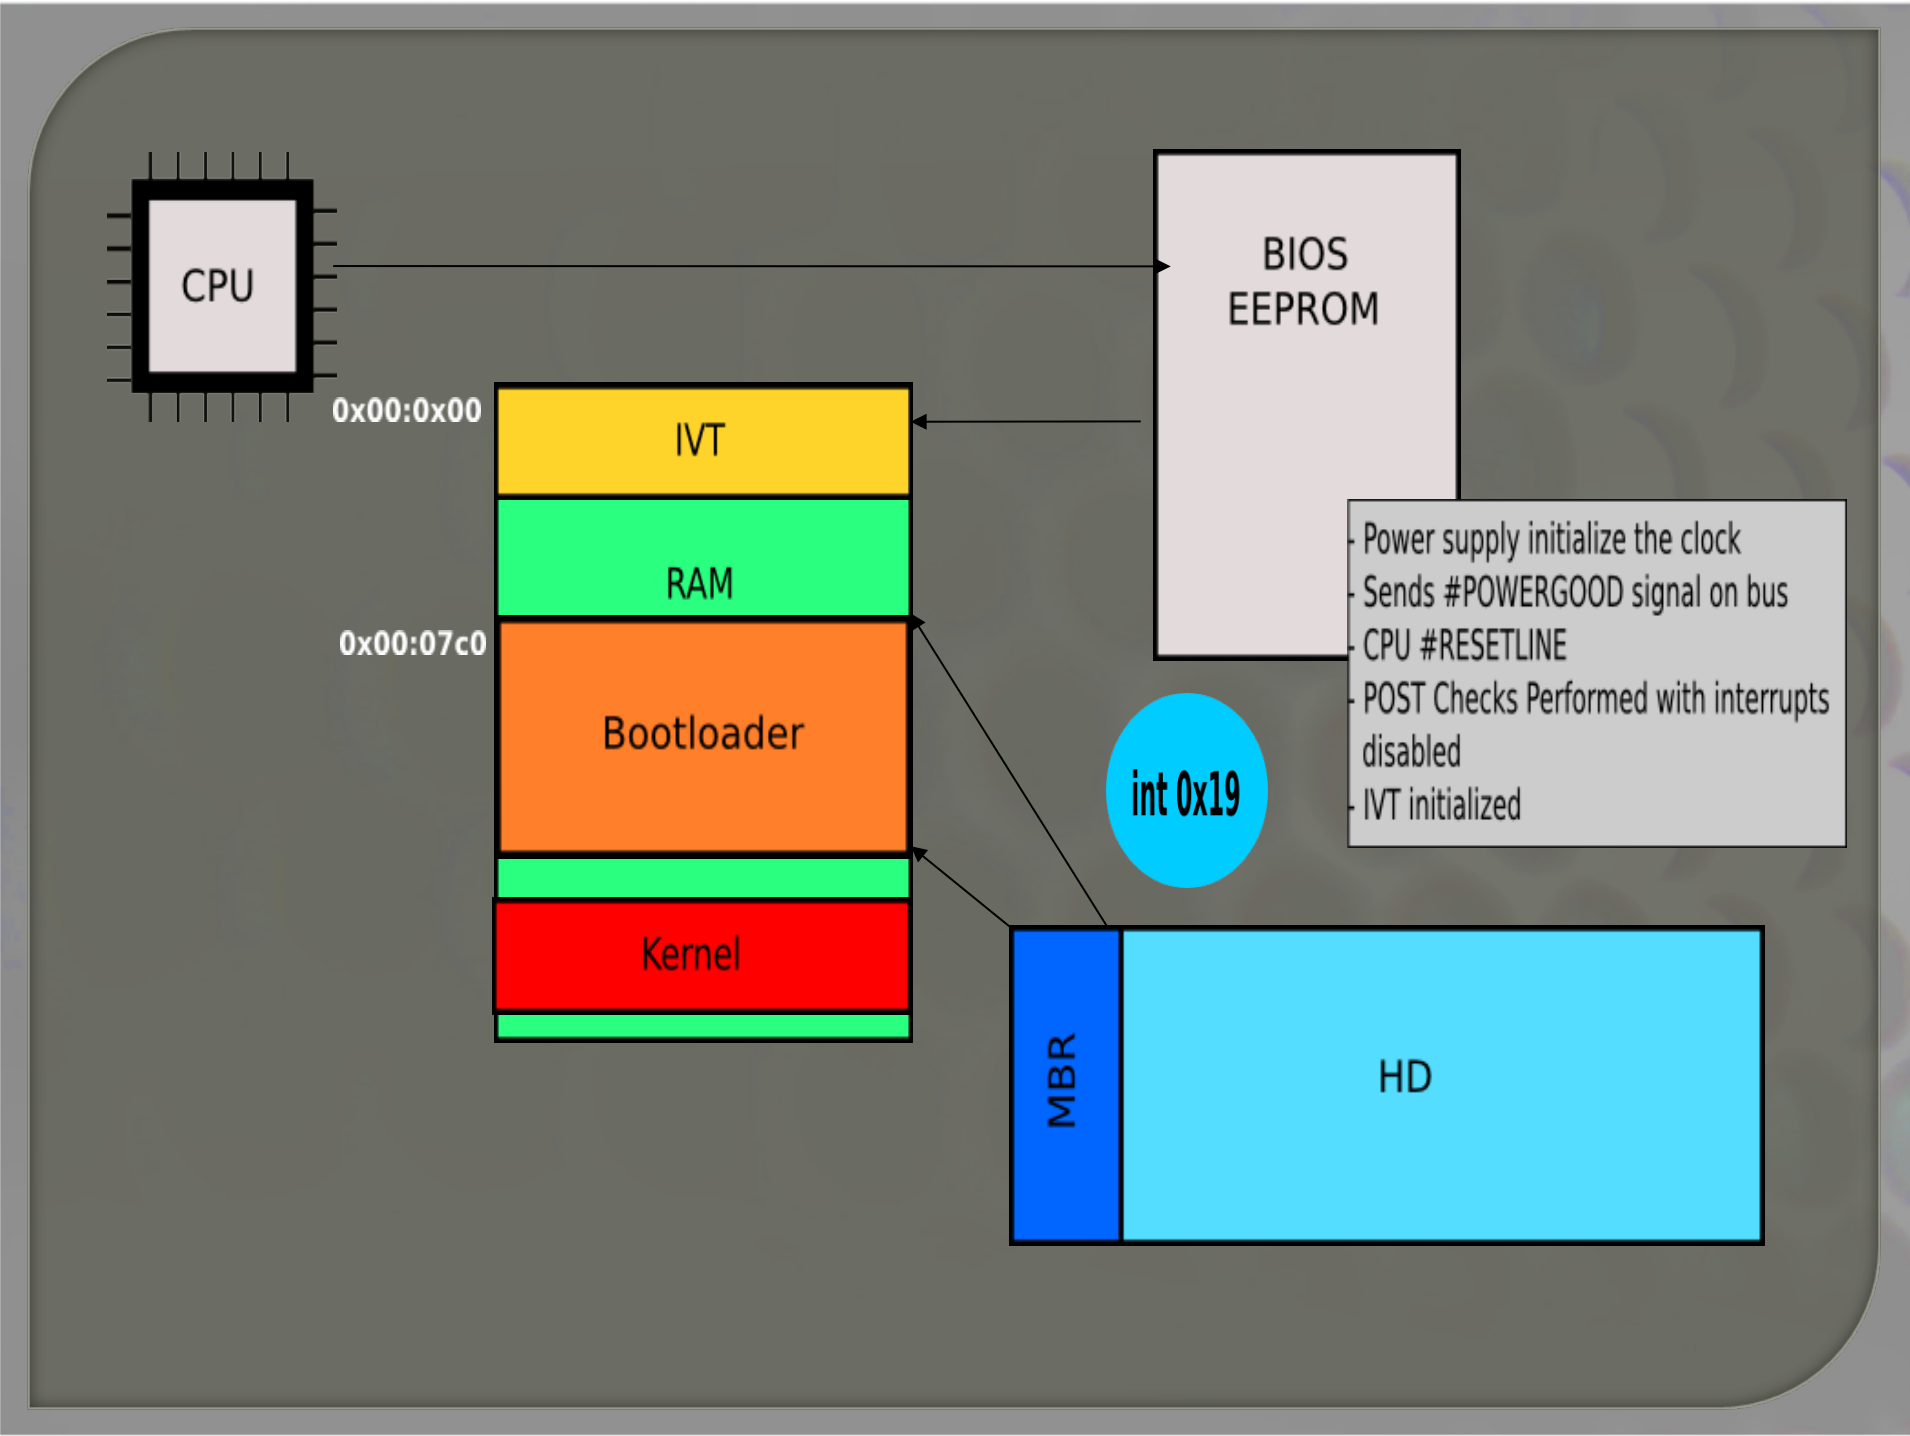 CPU
BIOS
EEPROM
0x00:0x00
IVT
RAM
0x00:07c0
Bootloader
Kernel
- Power supply initialize the clock
- Sends #POWERGOOD signal on bus
- CPU #RESETLINE
- POST Checks Performed with interrupts
disabled
- IVT initialized
int 0x19
MBR
HD